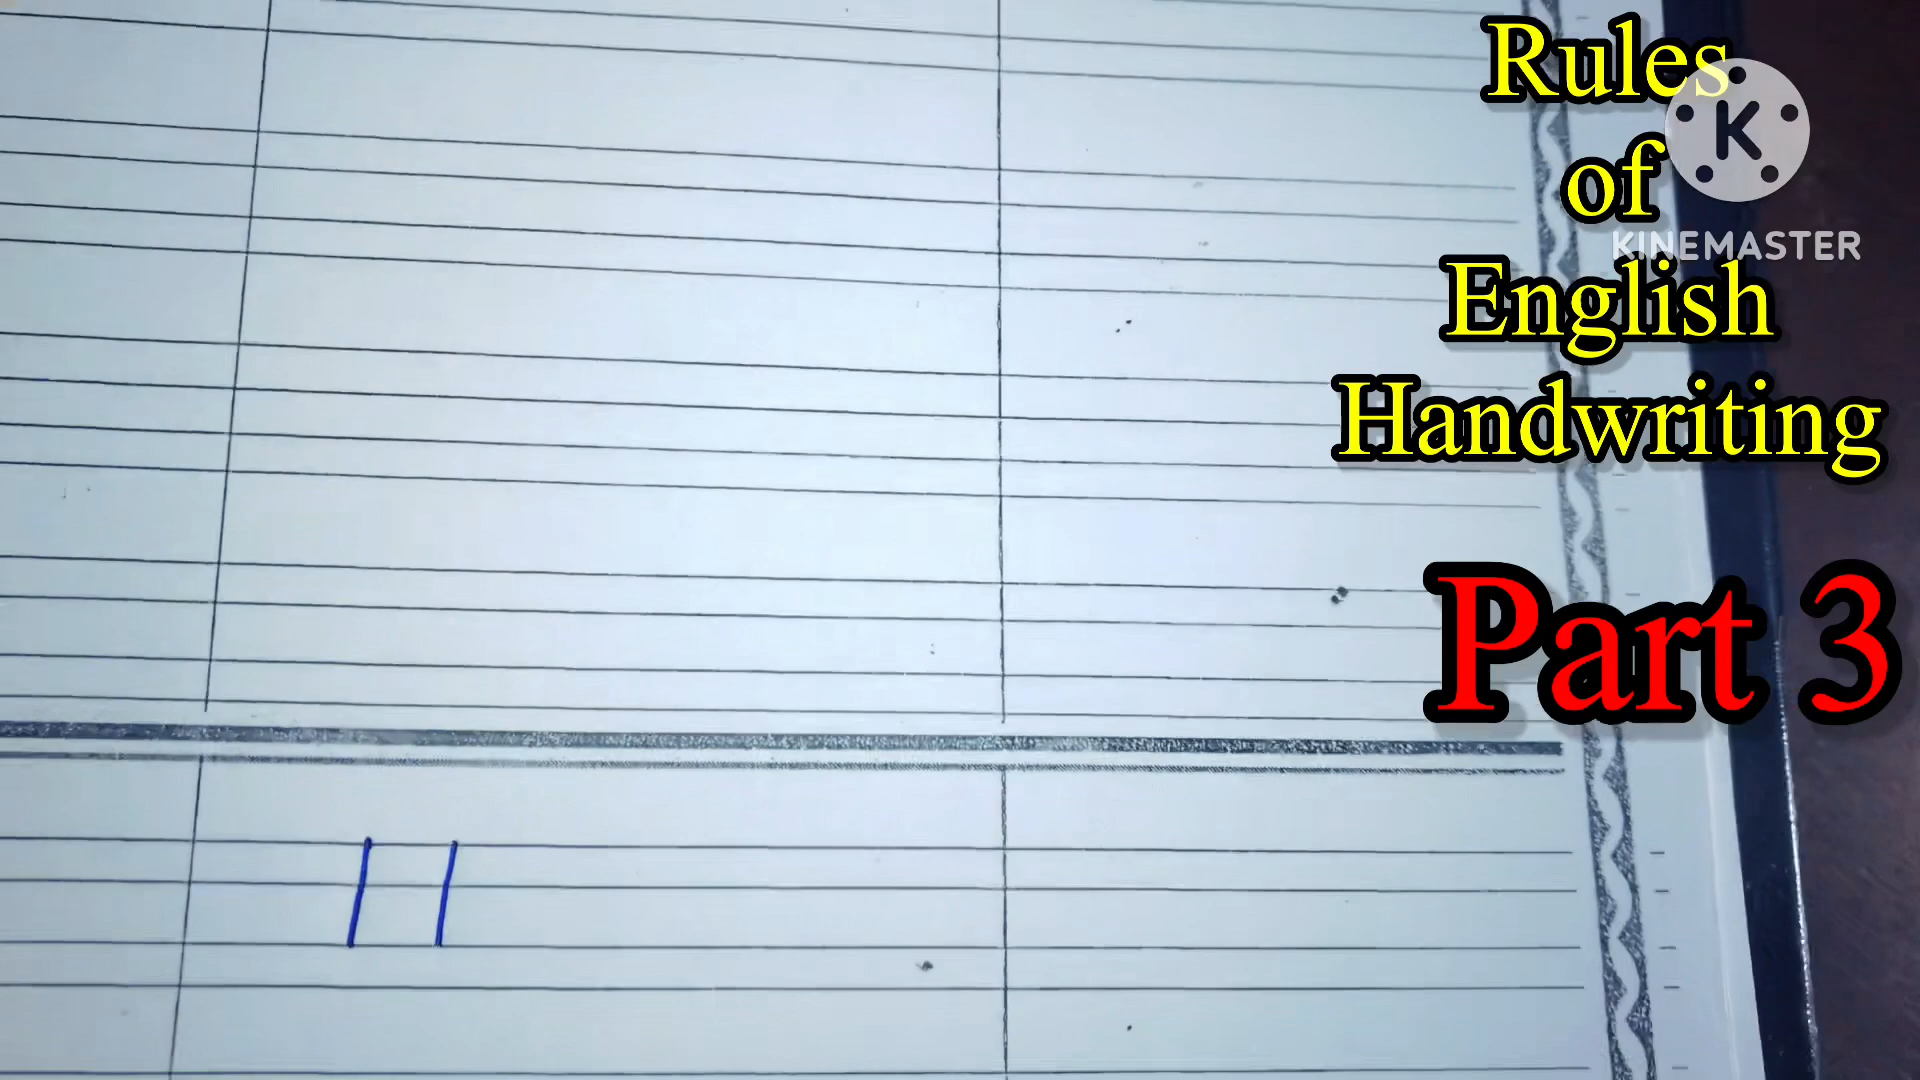 Rules
K
of
KINEMASTER
English
Handwriting
Part 3